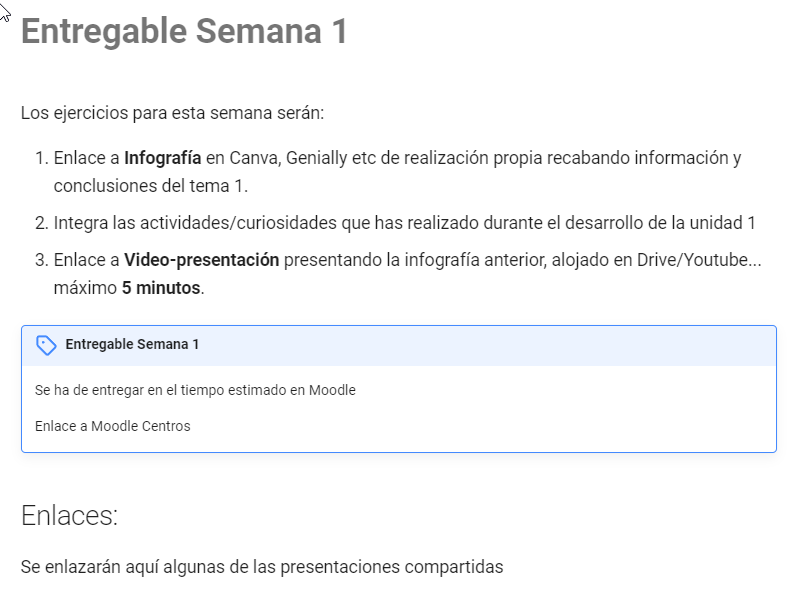 Entregable Semana 1
Los ejercicios para esta semana serán:
1. Enlace a Infografía en Canva, Genially etc de realización propia recabando información y
conclusiones del tema 1.
2. Integra las actividades/curiosidades que has realizado durante el desarrollo de la unidad 1
3. Enlace a Video-presentación presentando la infografía anterior, alojado en Drive/Youtube...
máximo 5 minutos.
Entregable Semana 1
Se ha de entregar en el tiempo estimado en Moodle
Enlace a Moodle Centros
Enlaces:
Se enlazarán aquí algunas de las presentaciones compartidas